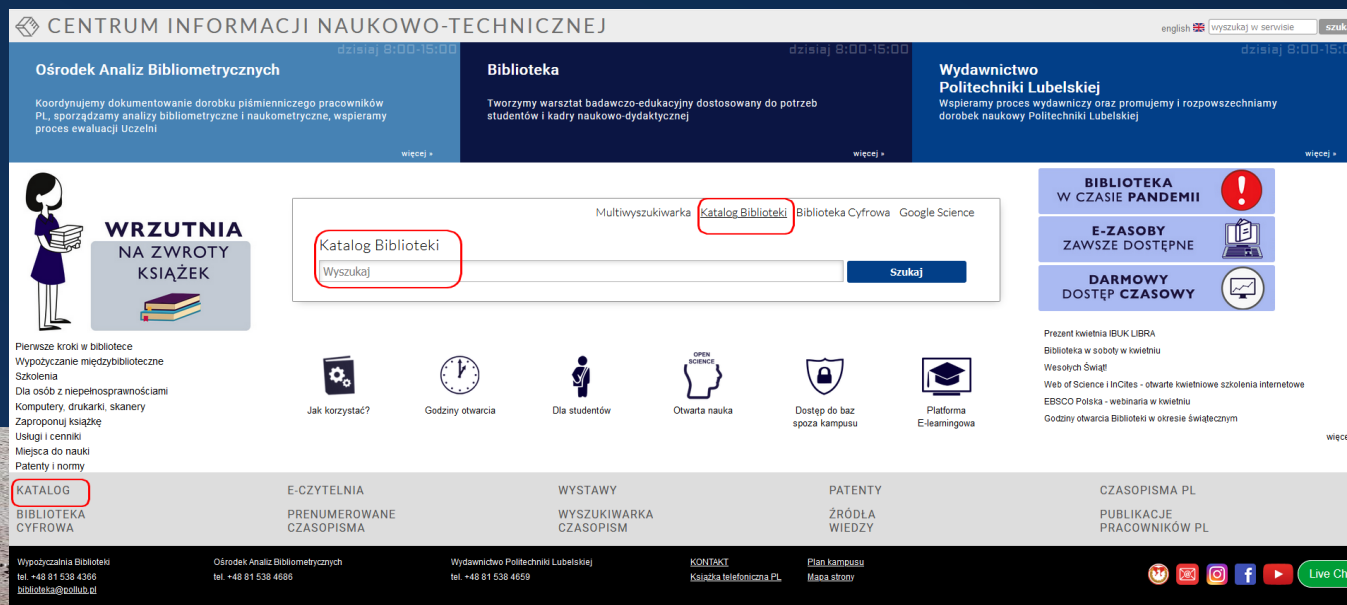 CENTRUM INFORMACJI NAUKOWO-TECHNICZNEJ
english
wyszukaj w serwisie
szuk
dzisiaj 8:00-15:00
Ośrodek Analiz Bibliometrycznych
Koordynujemy dokumentowanie dorobku piśmienniczego pracowników
PL, sporządzamy analizy bibliometryczne i naukometryczne, wspieramy
proces ewaluacji Uczelni
więcej »
dzisiaj 8:00-15:00
Biblioteka
Tworzymy warsztat badawczo-edukacyjny dostosowany do potrzeb
studentów i kadry naukowo-dydaktycznej
więcej »
dzisiaj 8:00-15:0
Wydawnictwo
Politechniki Lubelskiej
Wspieramy proces wydawniczy oraz promujemy i rozpowszechniamy
dorobek naukowy Politechniki Lubelskiej
więcej »
WRZUTNIA
NA ZWROTY
KSIĄŻEK
Multiwyszukiwarka Katalog Biblioteki Biblioteka Cyfrowa Google Science
Katalog Biblioteki
Wyszukaj
Szukaj
BIBLIOTEKA
W CZASIE PANDEMII
E-ZASOBY
ZAWSZE DOSTĘPNE
DARMOWY
DOSTĘP CZASOWY
Pierwsze kroki w bibliotece
Wypożyczanie międzybiblioteczne
Szkolenia
Dla osób z niepełnosprawnościami
Komputery, drukarki, skanery
Zaproponuj książkę
Usługi i cenniki
Miejsca do nauki
Patenty i normy
Jak korzystać?
Godziny otwarcia
Dla studentów
OPEN
SCIENCE
Otwarta nauka
Dostęp do baz
spoza kampusu
Platforma
E-learningowa
Prezent kwietnia IBUK LIBRA
Biblioteka w soboty w kwietniu
Wesołych Świąt!
Web of Science i InCites - otwarte kwietniowe szkolenia internetowe
EBSCO Polska - webinaria w kwietniu
Godziny otwarcia Biblioteki w okresie świątecznym
więce
KATALOG
E-CZYTELNIA
WYSTAWY
PATENTY
CZASOPISMA PL
BIBLIOTEKA
CYFROWA
PRENUMEROWANE
CZASOPISMA
WYSZUKIWARKA
CZASOPISM
ŹRÓDŁA
WIEDZY
PUBLIKACJE
PRACOWNIKÓW PL
Wypożyczalnia Biblioteki
tel. +48 81 538 4366
biblioteka@pollub.pl
Ośrodek Analiz Bibliometrycznych
tel. +48 81 538 4686
Wydawnictwo Politechniki Lubelskiej
tel. +48 81 538 4659
KONTAKT
Książka telefoniczna PL
Plan kampusu
Mapa strony
Live Ch